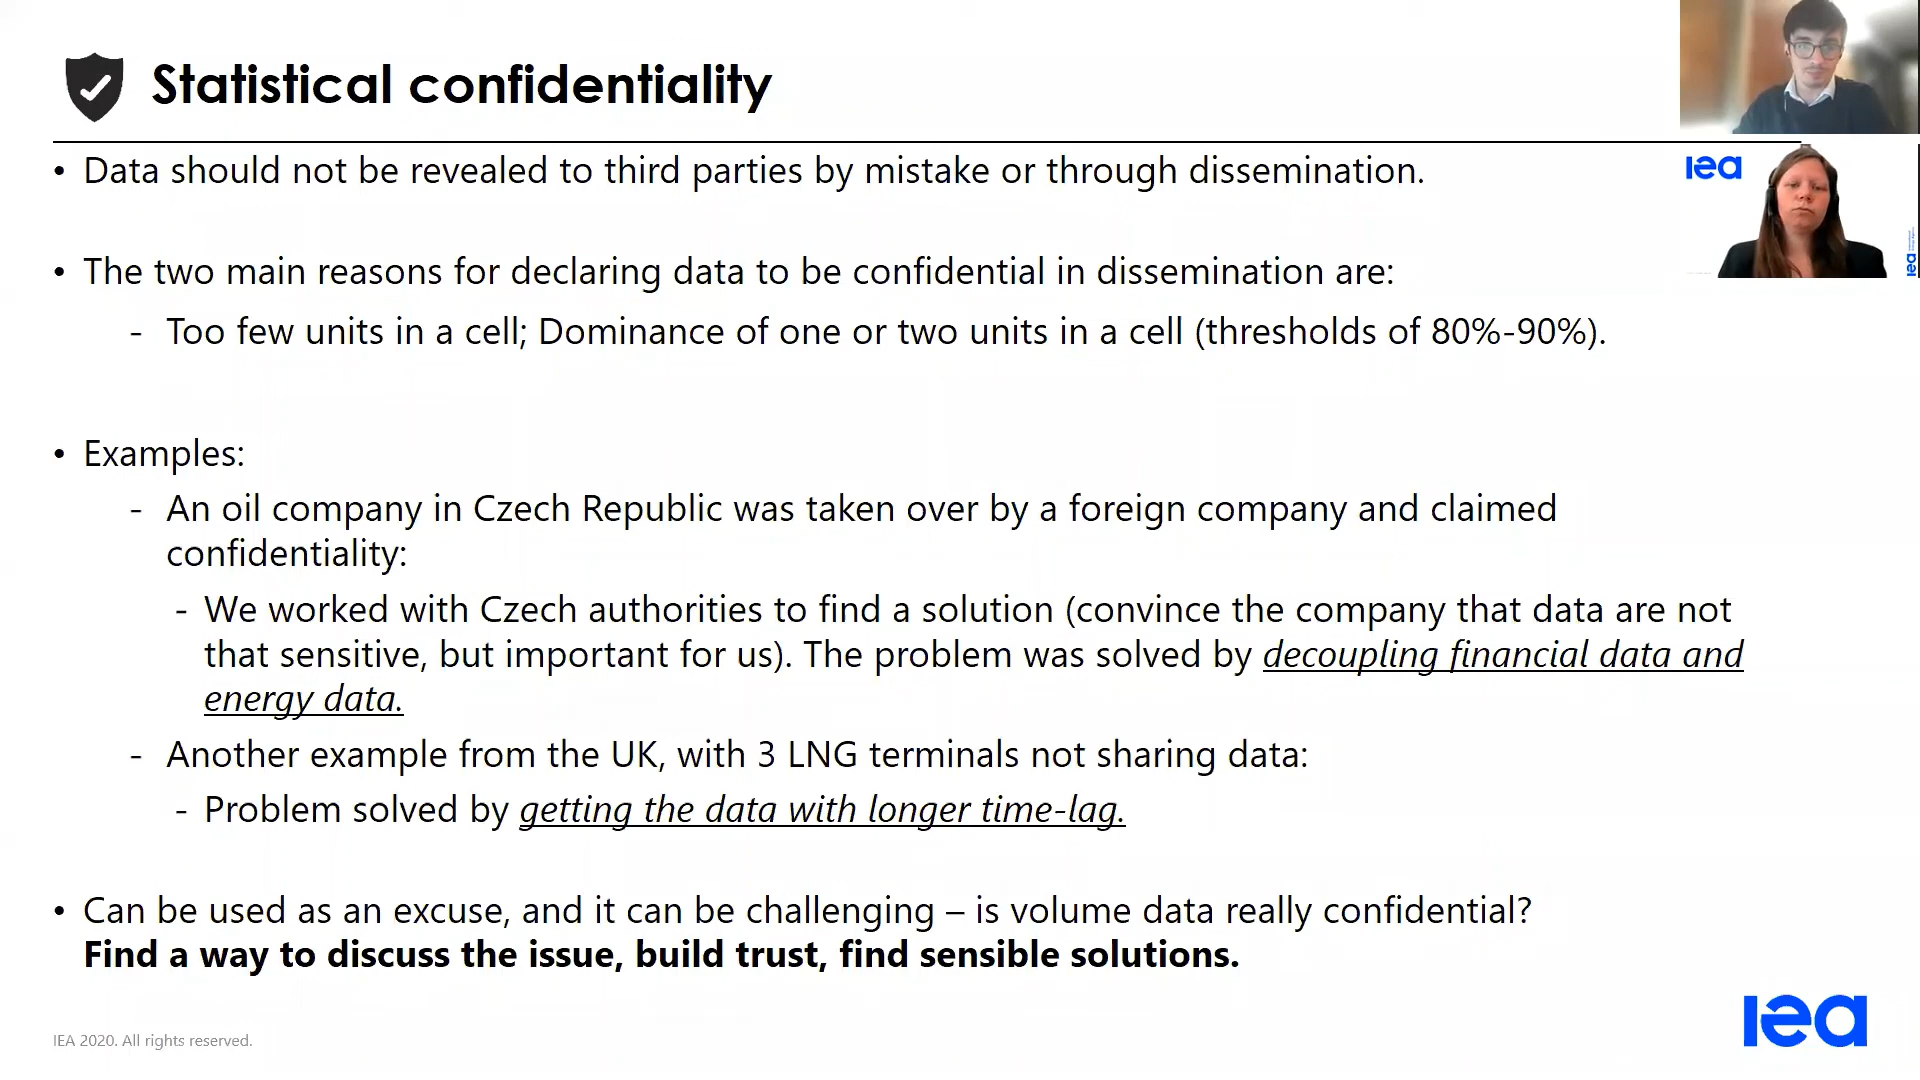 Statistical confidentiality
• Data should not be revealed to third parties by mistake or through dissemination.
iea
• The two main reasons for declaring data to be confidential in dissemination are:
iea
- Too few units in a cell; Dominance of one or two units in a cell (thresholds of 80%-90%).
• Examples:
- An oil company in Czech Republic was taken over by a foreign company and claimed
confidentiality:
- We worked with Czech authorities to find a solution (convince the company that data are not
that sensitive, but important for us). The problem was solved by decoupling financial data and
energy data.
- Another example from the UK, with 3 LNG terminals not sharing data:
- Problem solved by getting the data with longer time-lag.
• Can be used as an excuse, and it can be challenging – is volume data really confidential?
Find a way to discuss the issue, build trust, find sensible solutions.
iea
IEA 2020. All rights reserved.